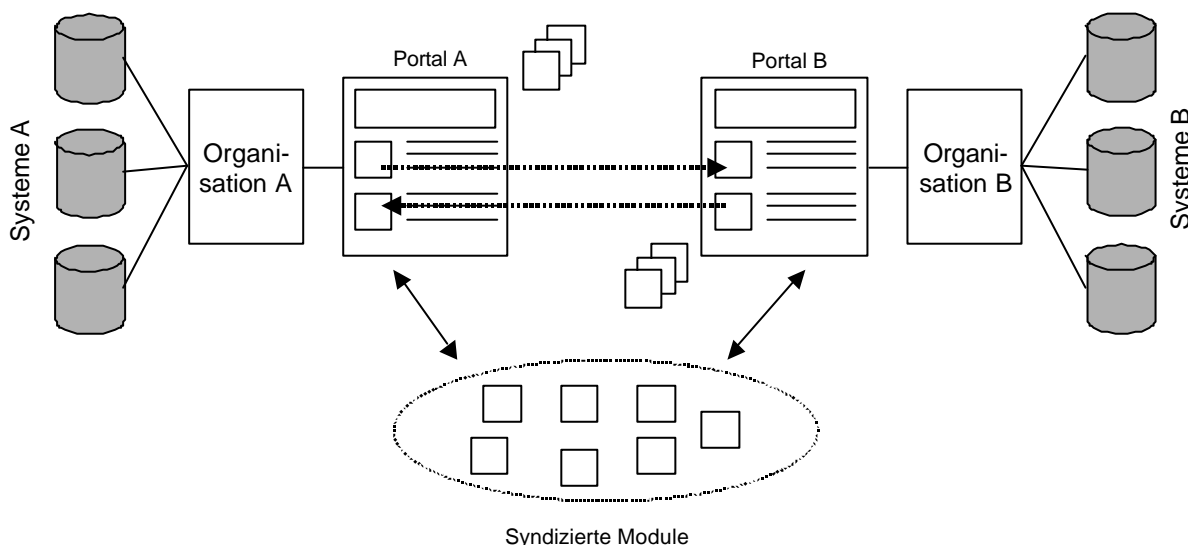 Portal A
Portal B
Systeme A
Organi-
sation A
Organi-
sation B
Systeme B
Syndizierte Module